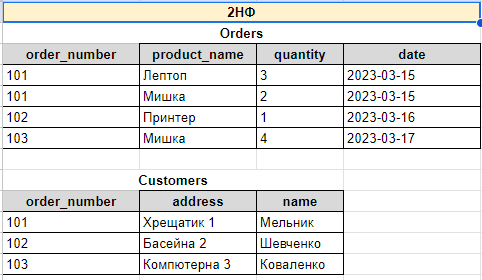 2НФ
Orders
order_number product_name quantity date
101 Лептоп 3 2023-03-15
101 Мишка 2 2023-03-15
102 Принтер 1 2023-03-16
103 Мишка 4 2023-03-17
Customers
order_number address name
101 Хрещатик 1 Мельник
102 Басейна 2 Шевченко
103 Компютерна 3 Коваленко